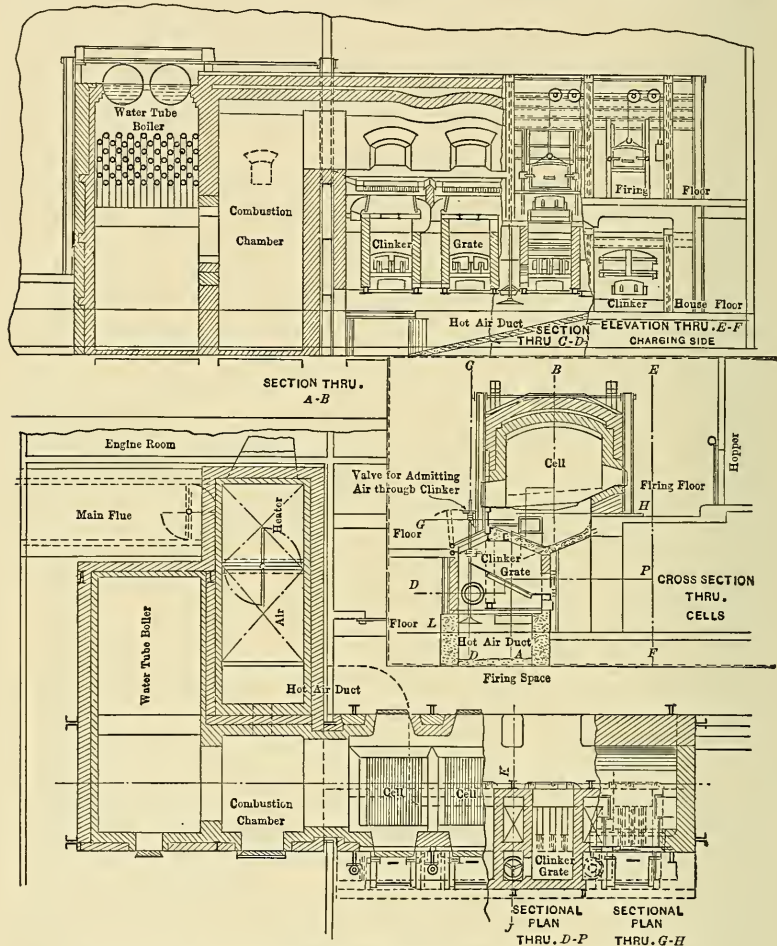 Water Tube
Boiler
Combustion
Chamber
Clinker
Grate
Firing
Floor
Clinker
House Floor
Hot Air Duct
SECTION
THRU C-D
ELEVATION THRU. E-F
CHARGING SIDE
SECTION THRU.
A-B
C
B
E
Engine Room
Main Flue
Heater
Air
Water Tube Boiler
Hot Air Duct
Cell
Hopper
Valve for Admitting
Air through Clinker
Firing Floor
H
G
Floor
Clinker
Grate
D
P
CROSS SECTION
THRU.
CELLS
Floor
L
Hot Air Duct
D
A
F
Firing Space
Combustion
Chamber
Cell
Cell
K
Clinker
Grate
J
SECTIONAL
PLAN
THRU. D-P
SECTIONAL
PLAN
THRU. G-H